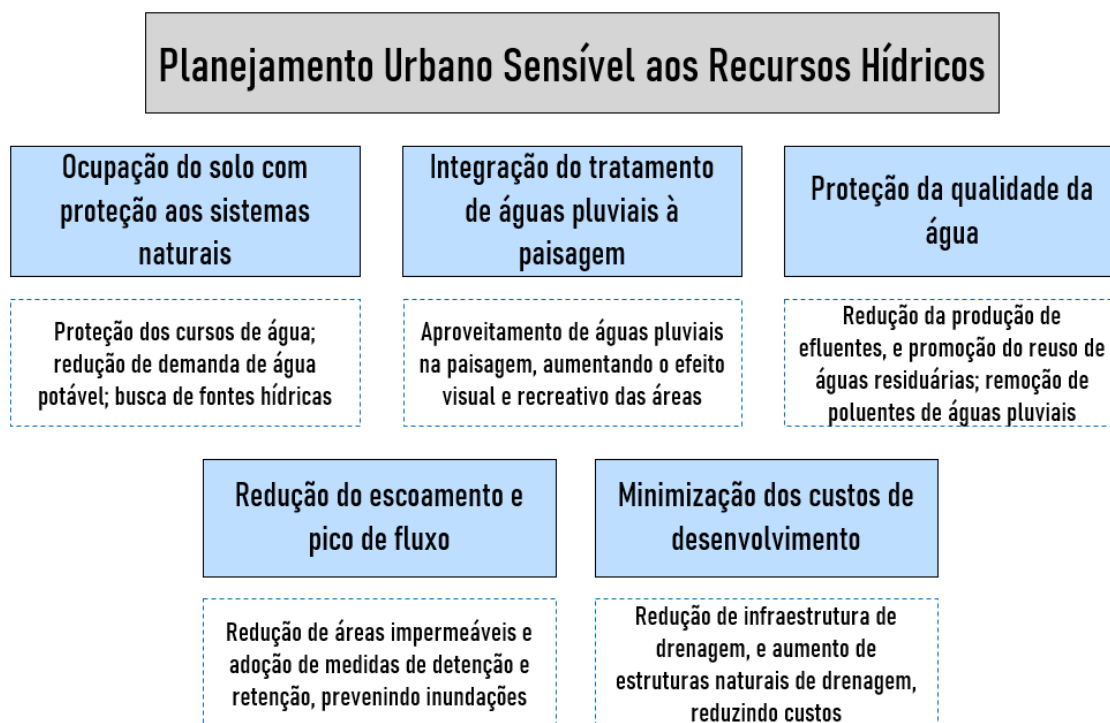 Planejamento Urbano Sensível aos Recursos Hídricos
Ocupação do solo com
proteção aos sistemas
naturais
Proteção dos cursos de água;
redução de demanda de água
potável; busca de fontes hídricas
Integração do tratamento
de águas pluviais à
paisagem
Aproveitamento de águas pluviais
na paisagem, aumentando o efeito
visual e recreativo das áreas
Proteção da qualidade da
água
Redução da produção de
efluentes, e promoção do reuso de
águas residuárias; remoção de
poluentes de águas pluviais
Redução do escoamento e
pico de fluxo
Redução de áreas impermeáveis e
adoção de medidas de detenção e
retenção, prevenindo inundações
Minimização dos custos de
desenvolvimento
Redução de infraestrutura de
drenagem, e aumento de
estruturas naturais de drenagem,
reduzindo custos